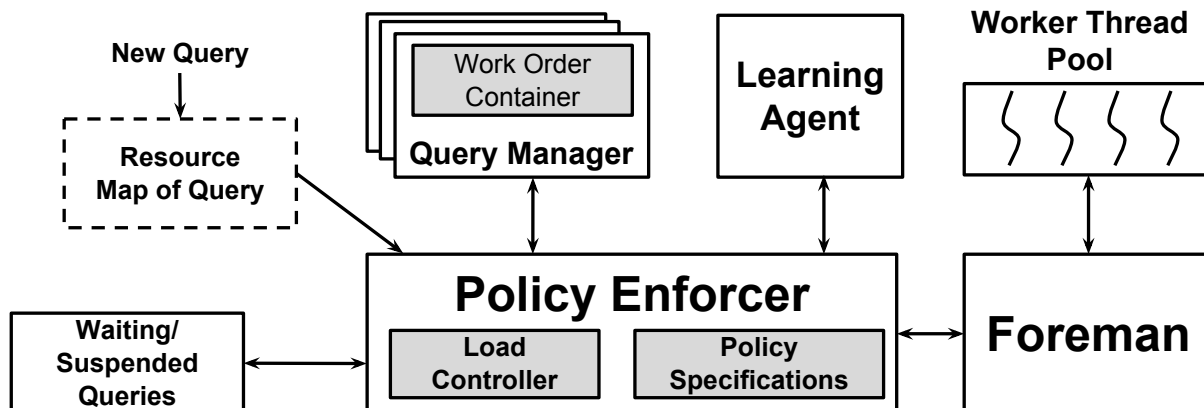 New Query
Resource
Map of Query
Work Order
Container
Query Manager
Learning
Agent
Worker Thread
Pool
Policy Enforcer
Load
Controller
Policy
Specifications
Foreman
Waiting/
Suspended
Queries